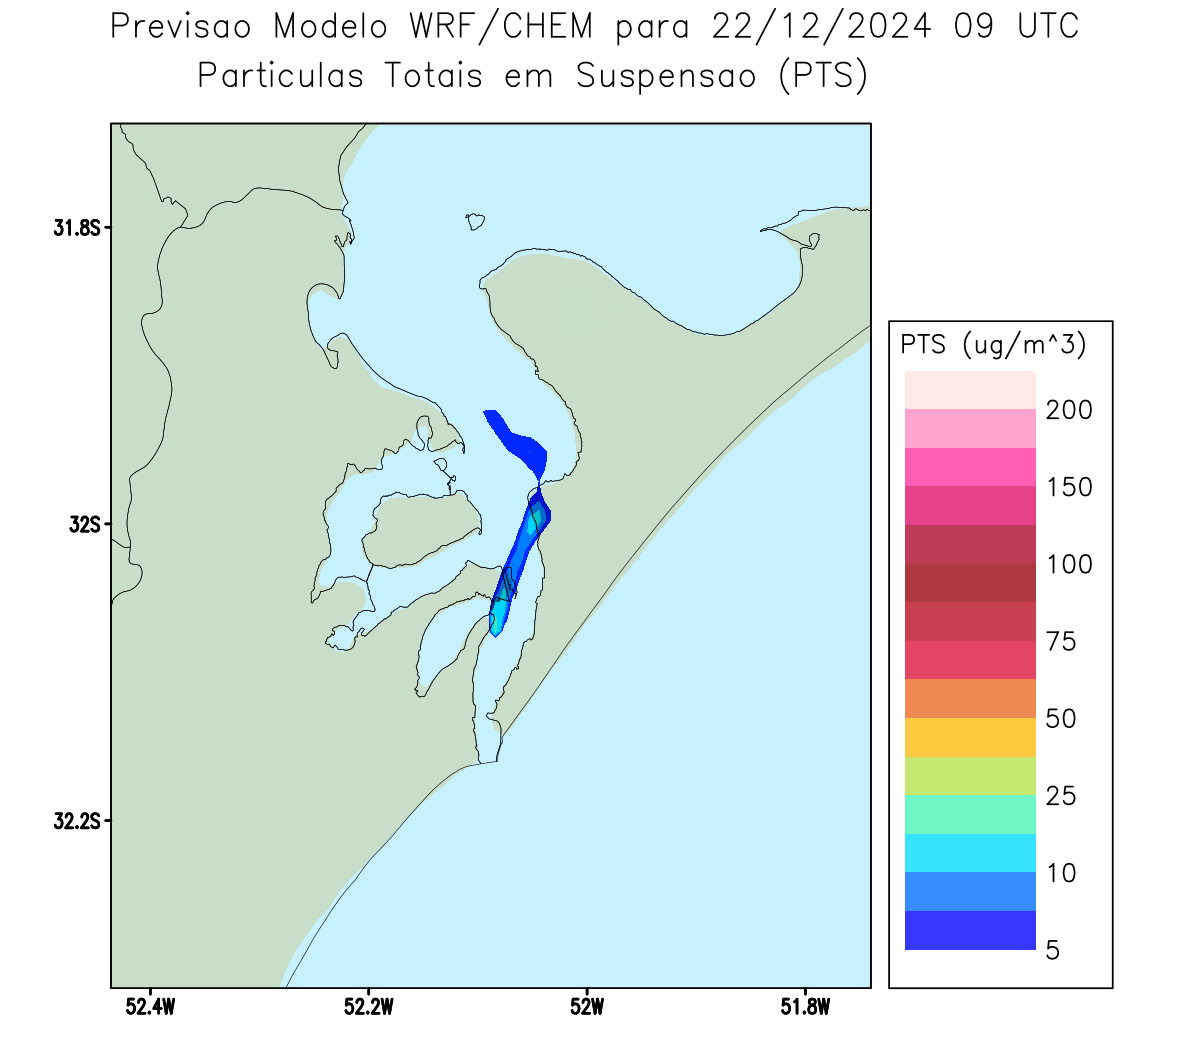 Previsao Modelo WRF/CHEM para 22/12/2024 09 UTC
Particulas Totais em Suspensao (PTS)
31.8S
32S
32.2S
52.4W
52.2W
52W
51.8W
PTS (ug/m^3)
200
150
100
75
50
25
10
5